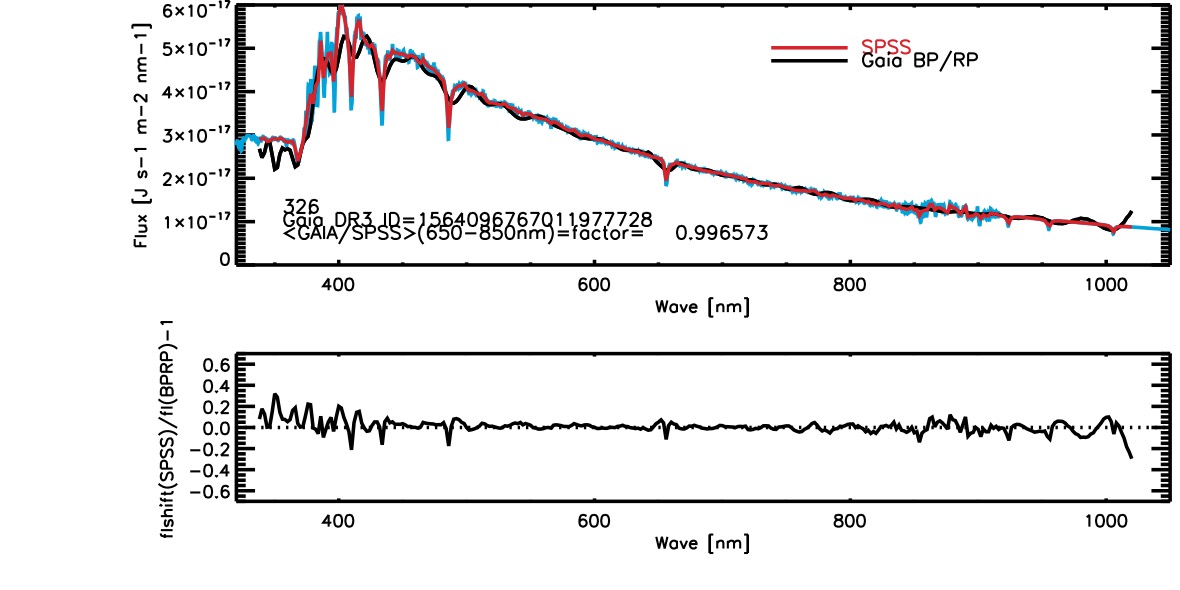 6×10−17
5×10−17
4×10−17
3×10−17
2×10−17
1×10−17
0
Flux [J s−1 m−2 nm−1]
SPSS
Gaia BP/RP
326
Gaia DR3 ID=1564096767011977728
<GAIA/SPSS>(650−850nm)=factor= 0.996573
400 600 800 1000
Wave [nm]
flshift(SPSS)/fl(BPRP)−1
0.6
0.4
0.2
0.0
−0.2
−0.4
−0.6
400 600 800 1000
Wave [nm]